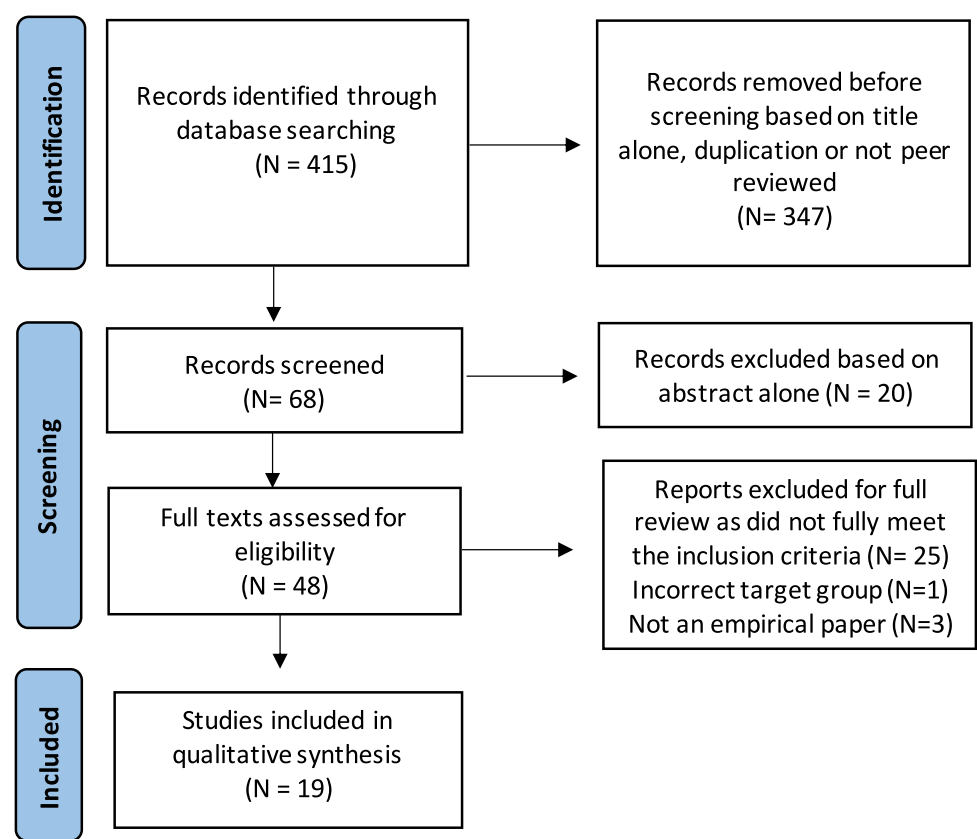 Identification
Records identified through
database searching
(N = 415)
Records removed before
screening based on title
alone, duplication or not peer
reviewed
(N= 347)
Screening
Records screened
(N= 68)
Records excluded based on
abstract alone (N = 20)
Full texts assessed for
eligibility
(N = 48)
Reports excluded for full
review as did not fully meet
the inclusion criteria (N= 25)
Incorrect target group (N=1)
Not an empirical paper (N=3)
Included
Studies included in
qualitative synthesis
(N = 19)